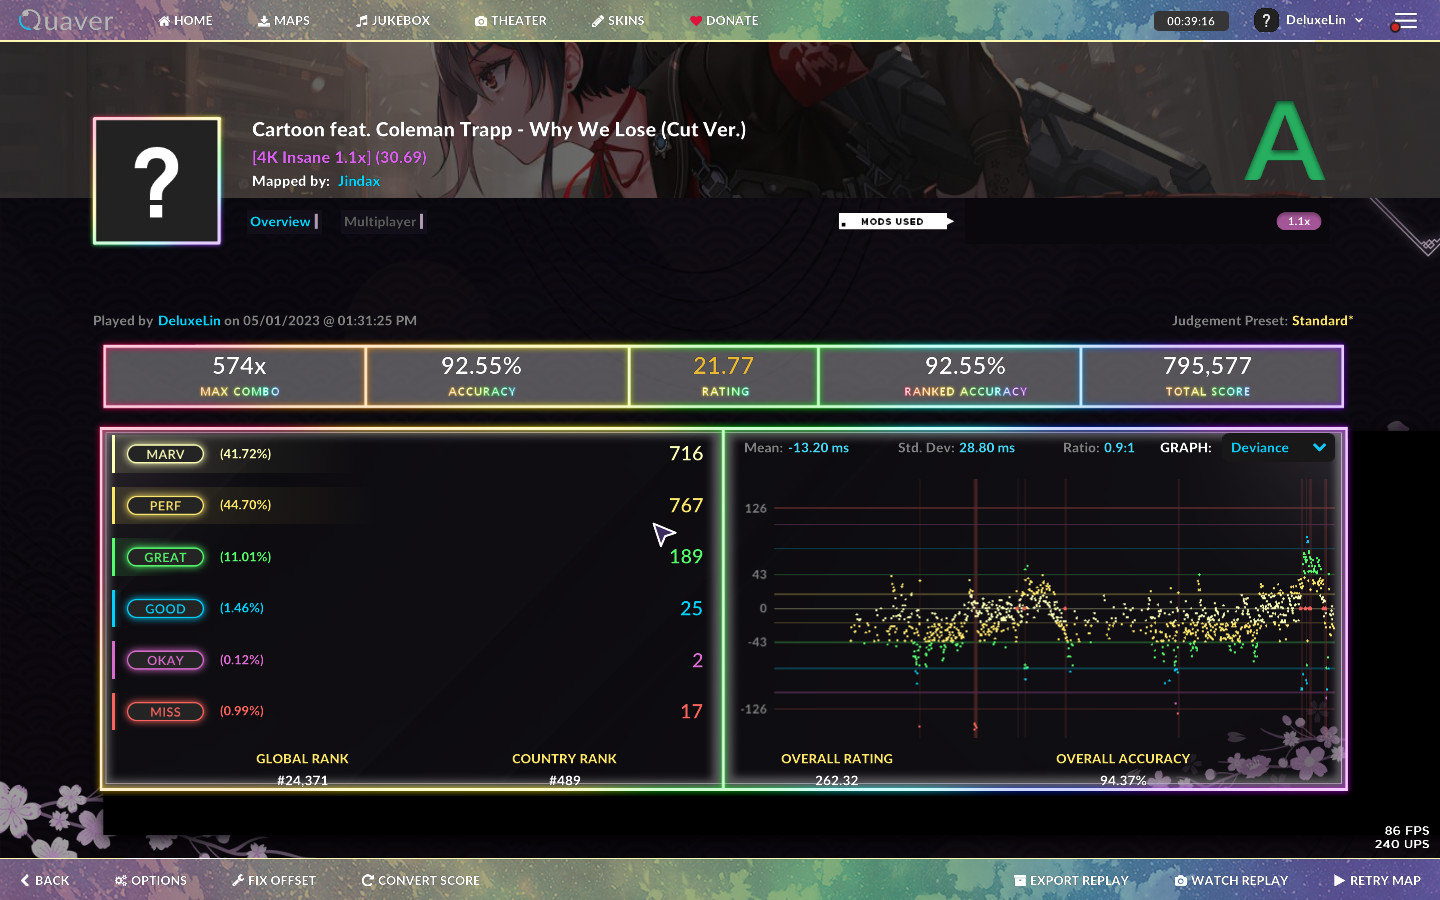 Quaver HOME MAPS JUKEBOX THEATER SKINS DONATE 00:39:16 ? DeluxeLin
?
Cartoon feat. Coleman Trapp - Why We Lose (Cut Ver.)
[4K Insane 1.1x] (30.69)
Mapped by: Jindax
A
Overview Multiplayer MODS USED 1.1x
Played by DeluxeLin on 05/01/2023 @ 01:31:25 PM Judgement Preset: Standard*
574x 92.55% 21.77 92.55% 795,577
MAX COMBO ACCURACY RATING RANKED ACCURACY TOTAL SCORE
MARV (41.72%) 716
PERF (44.70%) 767
GREAT (11.01%) 189
GOOD (1.46%) 25
OKAY (0.12%) 2
MISS (0.99%) 17
Mean: -13.20 ms Std. Dev: 28.80 ms Ratio: 0.9:1 GRAPH: Deviance
126
43
0
-43
-126
GLOBAL RANK COUNTRY RANK OVERALL RATING OVERALL ACCURACY
#24,371 #489 262.32 94.37%
86 FPS
240 UPS
BACK OPTIONS FIX OFFSET CONVERT SCORE EXPORT REPLAY WATCH REPLAY RETRY MAP